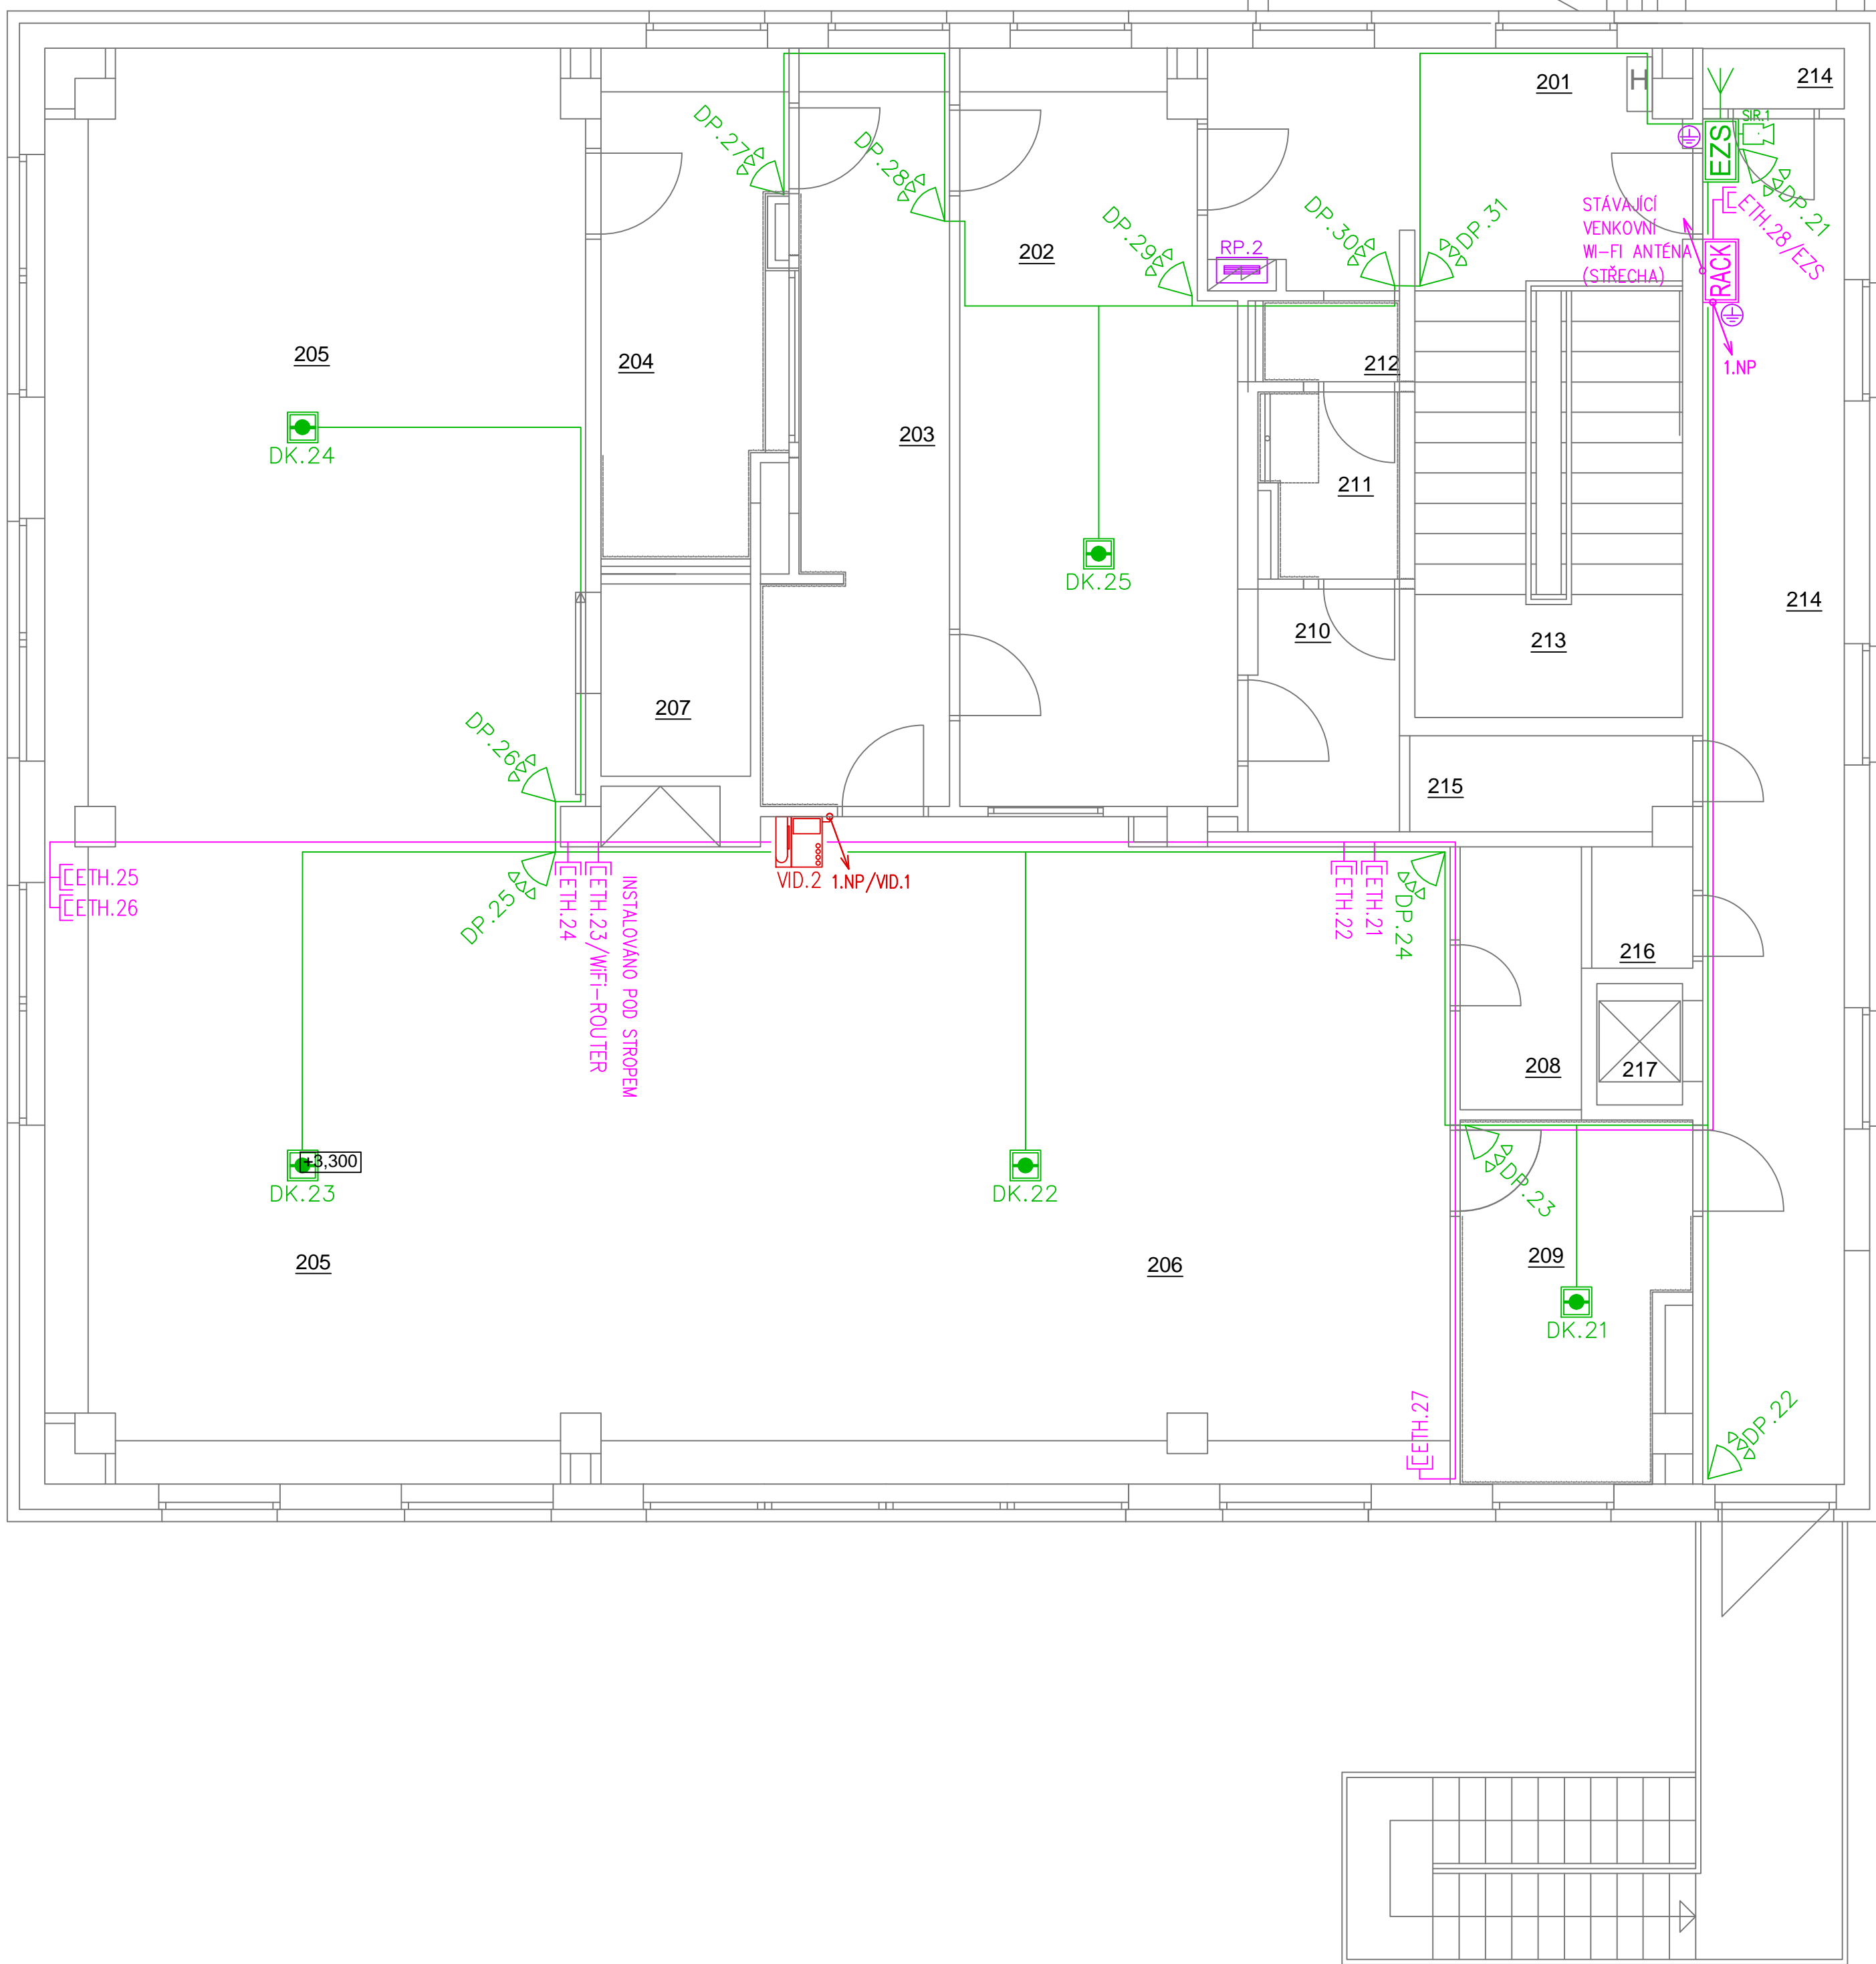 201
214
H
SIR.1
EZS
DP.27
DP.28
DP.21
STÁVAJÍCÍ
VENKOVNÍ
WI-FI ANTÉNA
(STŘECHA)
ETH.28/EZS
DP.29
DP.30
DP.31
RP.2
202
RACK
1.NP
205
204
212
203
DK.24
211
DK.25
214
210
213
207
DP.26
215
ETH.25
ETH.26
DP.25
ETH.24
ETH.23/WiFi-ROUTER
INSTALOVÁNO POD STROPEM
VID.2
1.NP/VID.1
ETH.22
ETH.21
DP.24
216
208
217
+3,300
DK.23
DK.22
DP.23
205
206
209
DK.21
ETH.27
DP.22